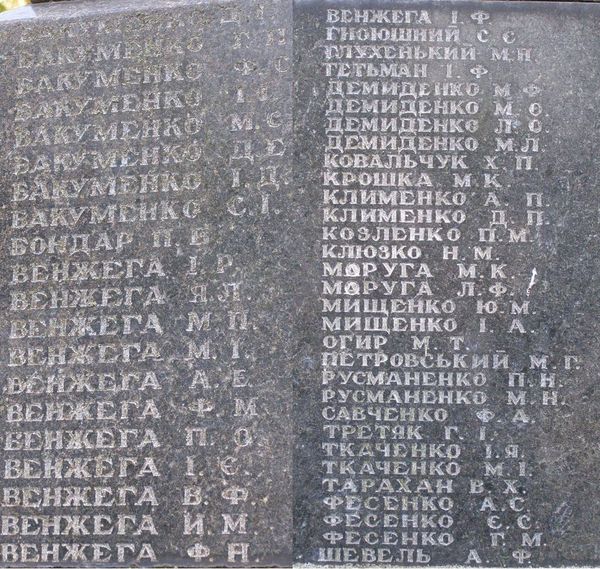 БАКУМЕНКО
БАКУМЕНКО
БАКУМЕНКО Ф.С
БАКУМЕНКО
БАКУМЕНКО М.С
БАКУМЕНКО Д.Є
БАКУМЕНКО І.Д.
БАКУМЕНКО Є.І.
БОНДАР П.Б
ВЕНЖЕГА І.Р.
ВЕНЖЕГА Я.Л.
ВЕНЖЕГА М.П.
ВЕНЖЕГА М.І.
ВЕНЖЕГА А.Е.
ВЕНЖЕГА Ф.М
ВЕНЖЕГА П.О.
ВЕНЖЕГА І.Є.
ВЕНЖЕГА В.Ф.
ВЕНЖЕГА Й.М.
ВЕНЖЕГА Ф.Н.
ВЕНЖЕГА І.Ф
ГНОЮШНИЙ С.Є
ГЛУХЕНЬКИЙ М.П
ГЕТЬМАН І.Ф
ДЕМИДЕНКО М.Ф
ДЕМИДЕНКО М.О.
ДЕМИДЕНКО Л.О
ДЕМИДЕНКО М.Л.
КОВАЛЬЧУК Х.П
КРОШКА М.К
КЛИМЕНКО А.П.
КЛИМЕНКО Д.П.
КОЗЛЕНКО П.М.
КЛЮЗКО Н.М.
МОРУГА М.К.
МОРУГА Л.Ф.
МИЩЕНКО Ю.М.
МИЩЕНКО І.А.
ОГИР М.Т.
ПЕТРОВСЬКИЙ М.Г.
РУСМАНЕНКО П.Н.
РУСМАНЕНКО М.Н.
САВЧЕНКО Ф.А.
ТРЕТЯК Г.І.
ТКАЧЕНКО І.Я.
ТКАЧЕНКО М.І.
ТАРАХАН В.Х.
ФЕСЕНКО А.С.
ФЕСЕНКО Є.С.
ФЕСЕНКО Г.М.
ШЕВЕЛЬ А.Ф.